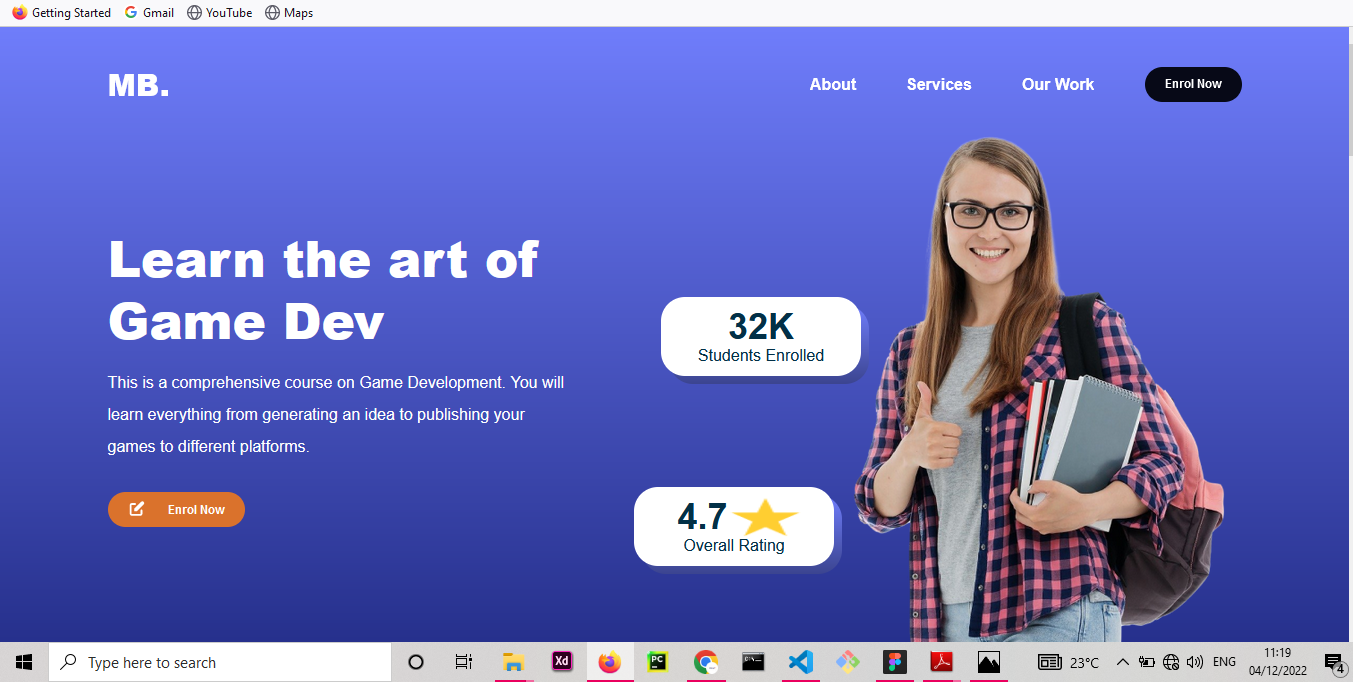 Getting Started Gmail YouTube Maps
MB. About Services Our Work Enrol Now
Learn the art of
Game Dev
32K
Students Enrolled
This is a comprehensive course on Game Development. You will
learn everything from generating an idea to publishing your
games to different platforms.
Enrol Now
4.7
Overall Rating
Type here to search
Xd
PC
23°C
ENG
11:19
04/12/2022
4